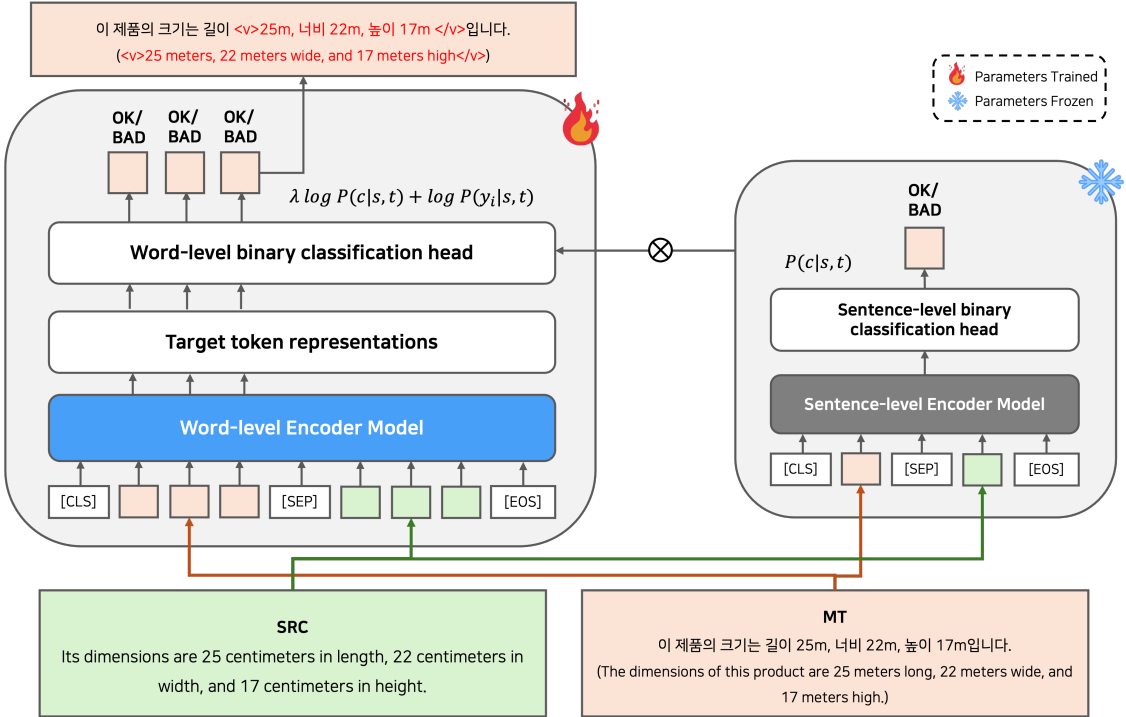 이 제품의 크기는 길이 <v>25m, 너비 22m, 높이 17m </v>입니다.
(<v>25 meters, 22 meters wide, and 17 meters high</v>)
Parameters Trained
Parameters Frozen
OK/
BAD
OK/
BAD
OK/
BAD
λ log P(c|s,t) + log P(y_i|s,t)
Word-level binary classification head
Target token representations
Word-level Encoder Model
[CLS]
[SEP]
[EOS]
OK/
BAD
P(c|s,t)
Sentence-level binary
classification head
Sentence-level Encoder Model
[CLS]
[SEP]
[EOS]
SRC
Its dimensions are 25 centimeters in length, 22 centimeters in
width, and 17 centimeters in height.
MT
이 제품의 크기는 길이 25m, 너비 22m, 높이 17m입니다.
(The dimensions of this product are 25 meters long, 22 meters wide, and
17 meters high.)